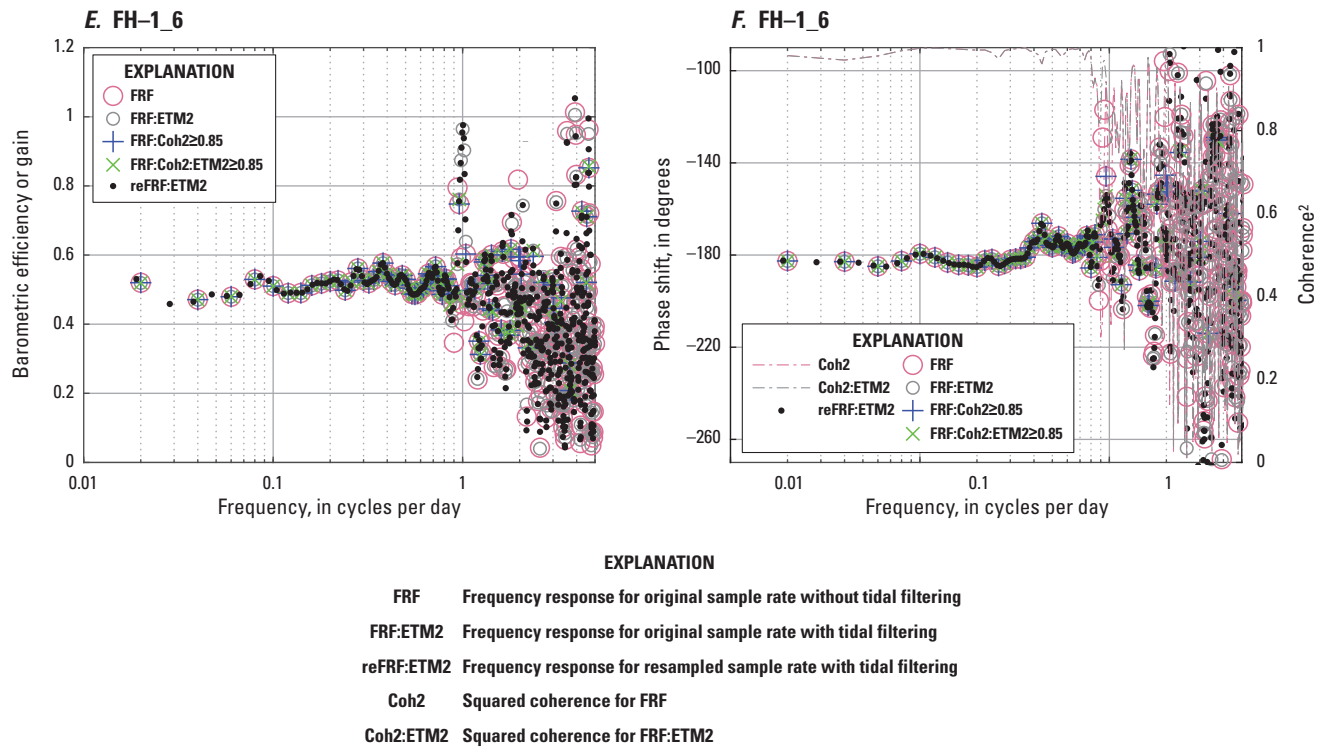 E. FH–1_6
1.2
1
0.8
0.6
0.4
0.2
0
Barometric efficiency or gain
EXPLANATION
FRF
FRF:ETM2
FRF:Coh2≥0.85
FRF:Coh2:ETM2≥0.85
reFRF:ETM2
0.01
0.1
1
Frequency, in cycles per day
F. FH–1_6
−100
−140
−180
−220
−260
Phase shift, in degrees
1
0.8
0.6
0.4
0.2
0
Coherence2
EXPLANATION
Coh2
FRF
Coh2:ETM2
FRF:ETM2
reFRF:ETM2
FRF:Coh2≥0.85
FRF:Coh2:ETM2≥0.85
0.01
0.1
1
Frequency, in cycles per day
EXPLANATION
FRF Frequency response for original sample rate without tidal filtering
FRF:ETM2 Frequency response for original sample rate with tidal filtering
reFRF:ETM2 Frequency response for resampled sample rate with tidal filtering
Coh2 Squared coherence for FRF
Coh2:ETM2 Squared coherence for FRF:ETM2